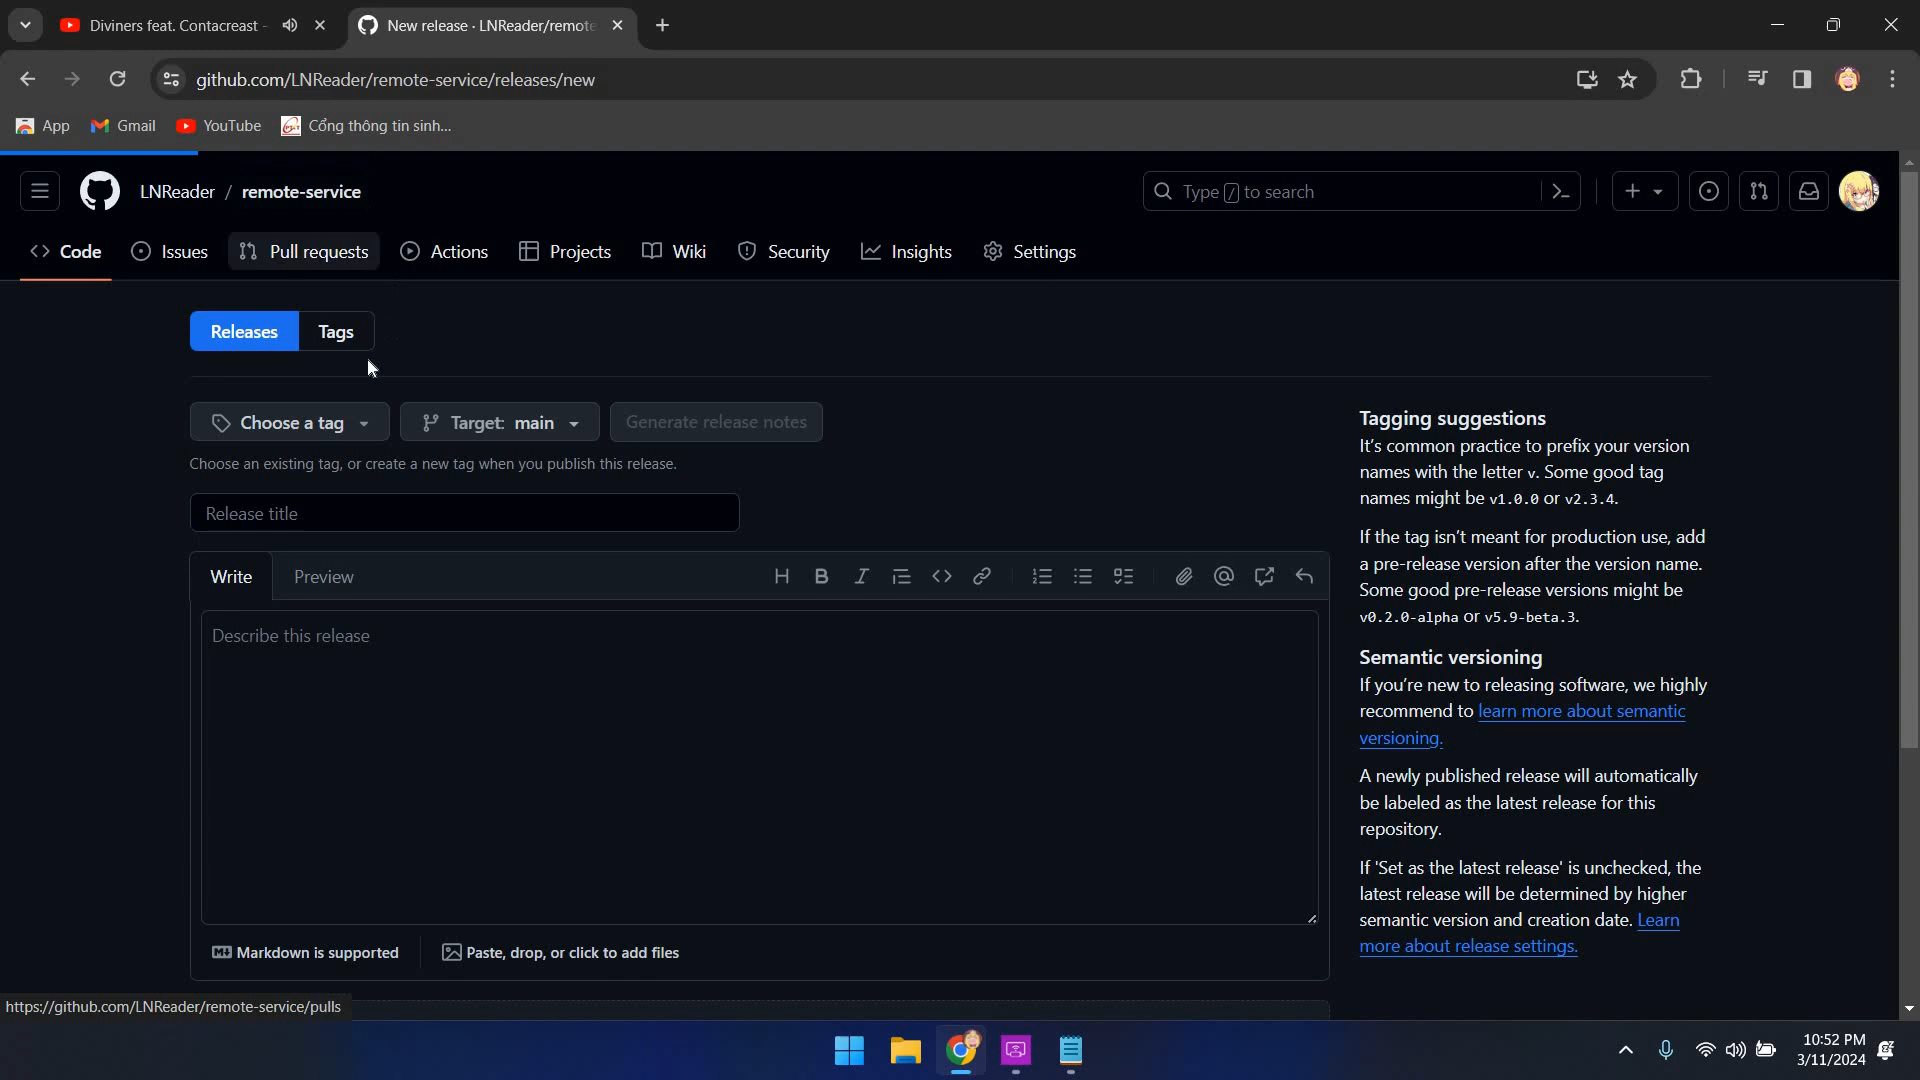 Diviners feat. Contacreast -
New release · LNReader/remote
github.com/LNReader/remote-service/releases/new
App
Gmail
YouTube
Cổng thông tin sinh...
LNReader / remote-service
Type / to search
Code
Issues
Pull requests
Actions
Projects
Wiki
Security
Insights
Settings
Releases
Tags
Choose a tag
Target: main
Generate release notes
Choose an existing tag, or create a new tag when you publish this release.
Release title
Write
Preview
H
B
I
Describe this release
Markdown is supported
Paste, drop, or click to add files
Tagging suggestions
It's common practice to prefix your version
names with the letter v. Some good tag
names might be v1.0.0 or v2.3.4.
If the tag isn't meant for production use, add
a pre-release version after the version name.
Some good pre-release versions might be
v0.2.0-alpha or v5.9-beta.3.
Semantic versioning
If you're new to releasing software, we highly
recommend to learn more about semantic
versioning.
A newly published release will automatically
be labeled as the latest release for this
repository.
If 'Set as the latest release' is unchecked, the
latest release will be determined by higher
semantic version and creation date. Learn
more about release settings.
https://github.com/LNReader/remote-service/pulls
10:52 PM
3/11/2024